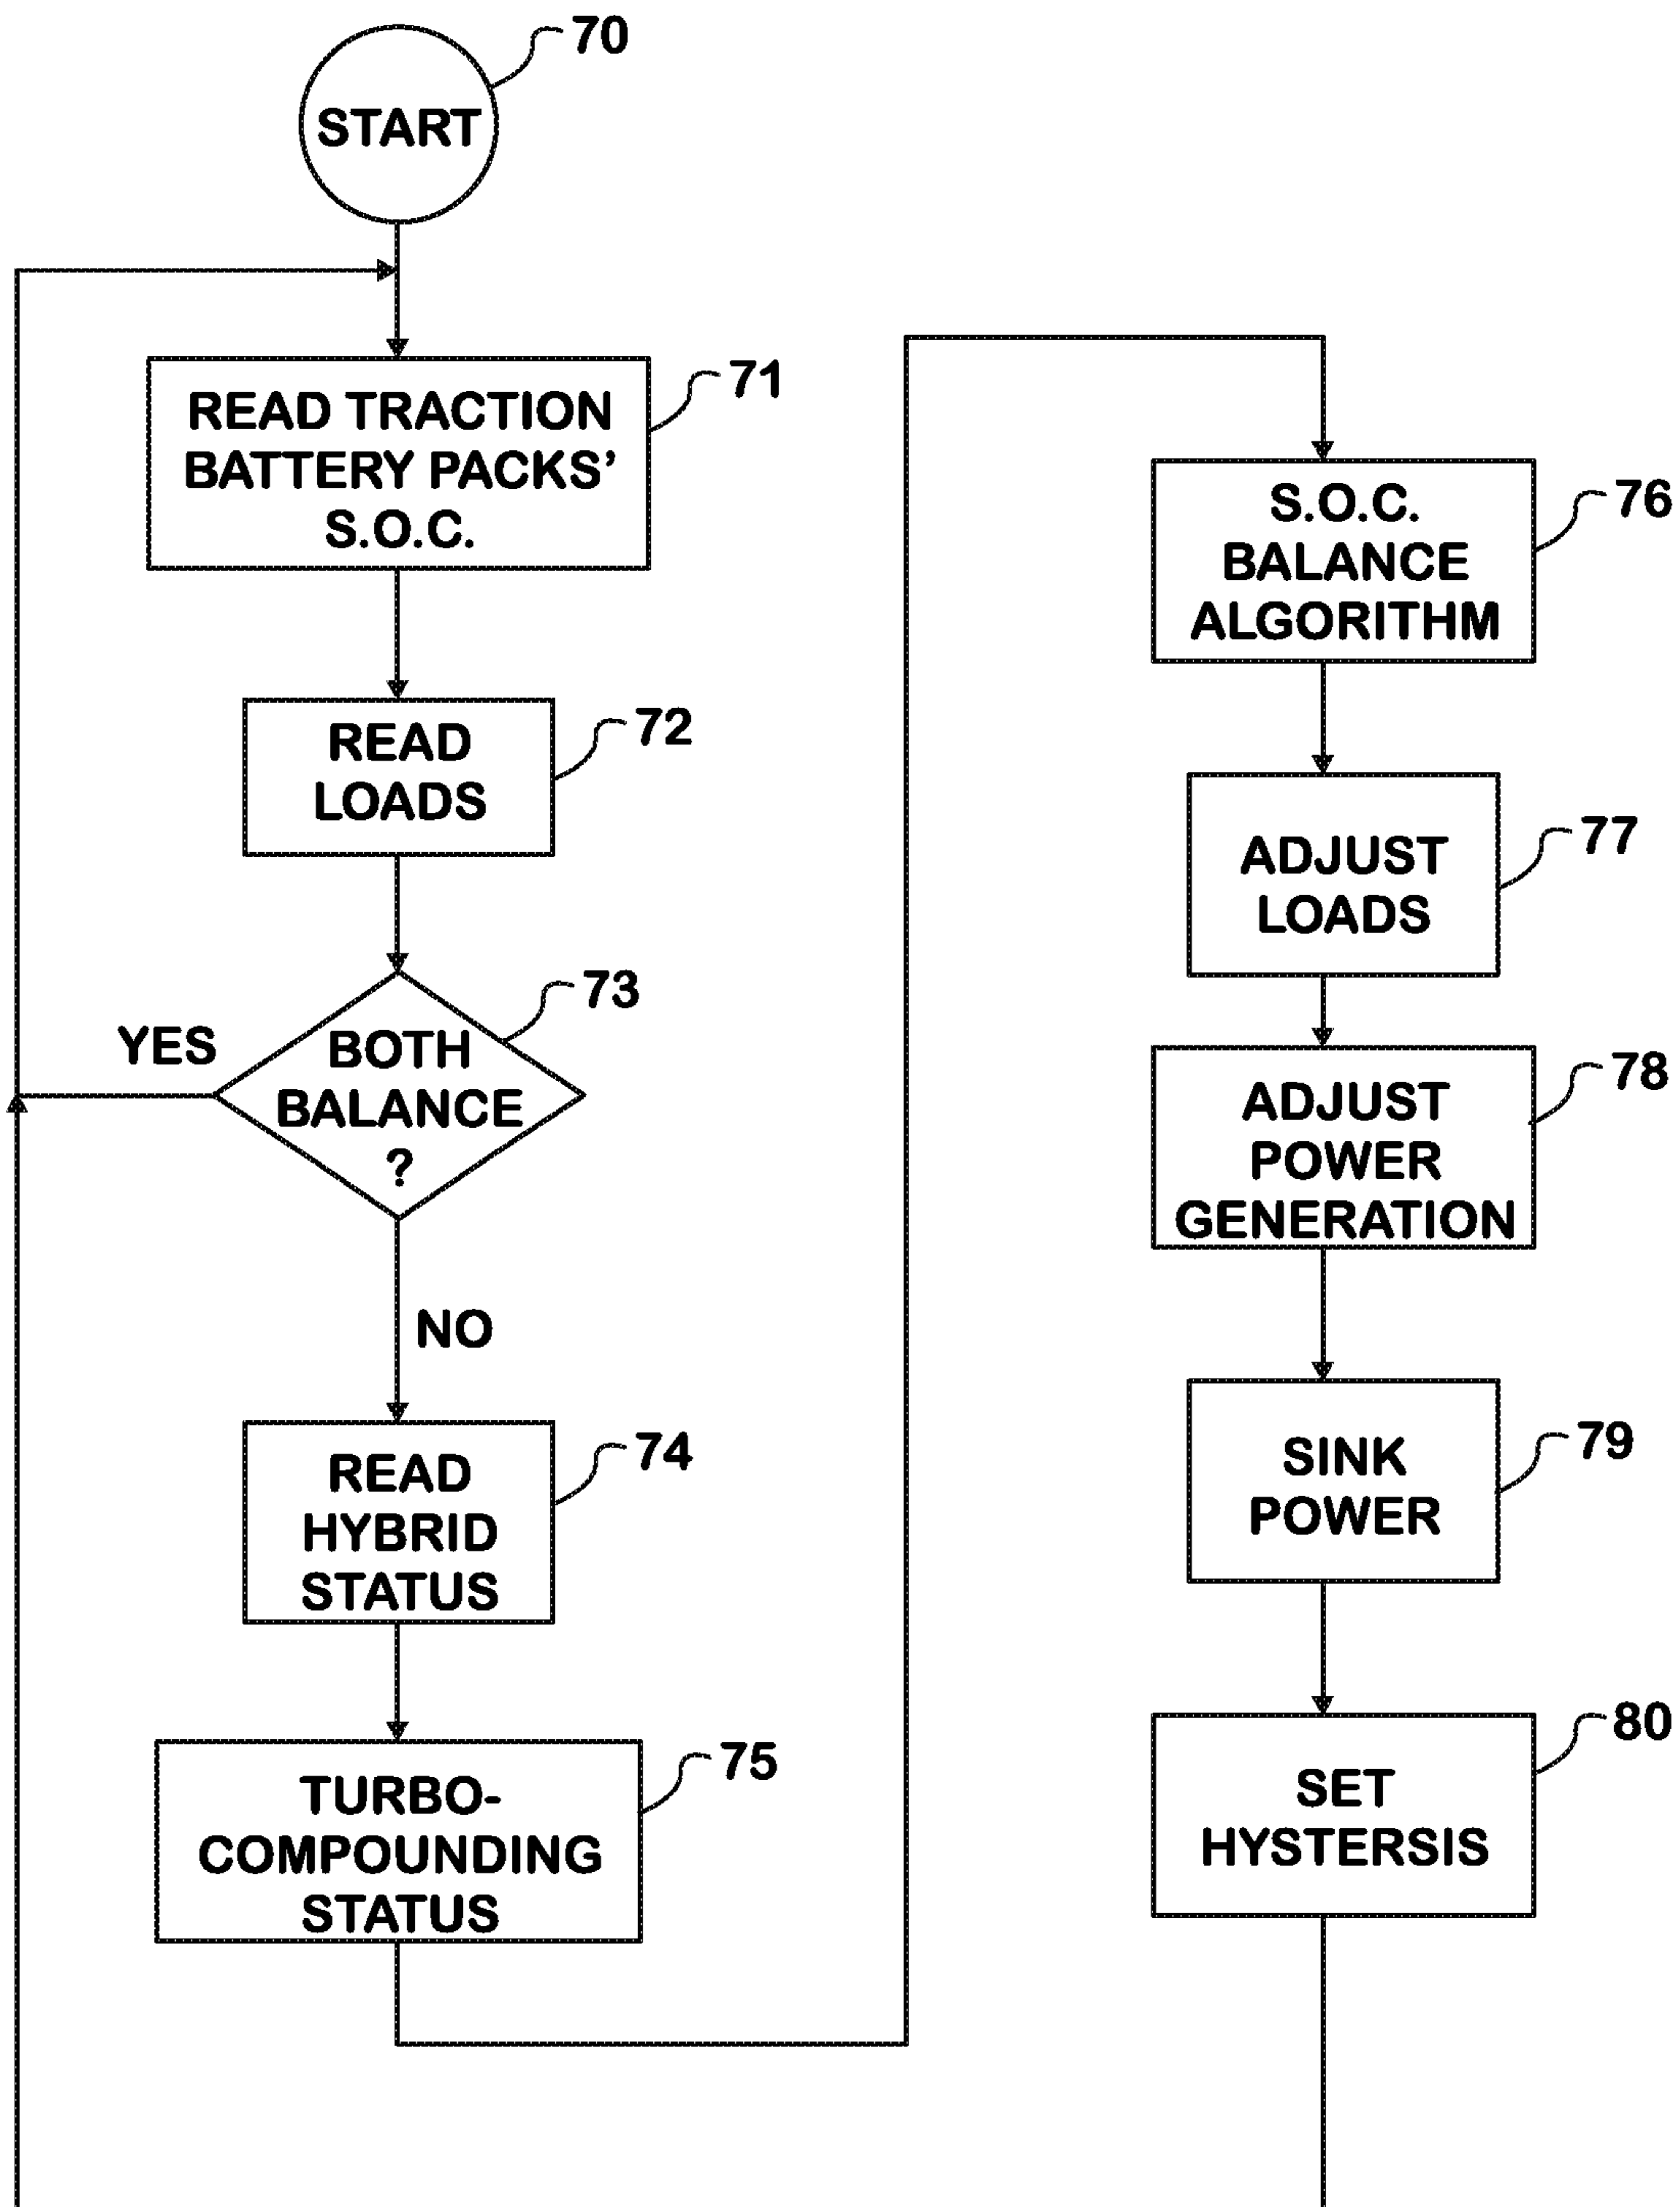 START
70
READ TRACTION
BATTERY PACKS’
S.O.C.
71
READ
LOADS
72
BOTH
BALANCE
?
73
YES
NO
READ
HYBRID
STATUS
74
TURBO-
COMPOUNDING
STATUS
75
S.O.C.
BALANCE
ALGORITHM
76
ADJUST
LOADS
77
ADJUST
POWER
GENERATION
78
SINK
POWER
79
SET
HYSTERSIS
80